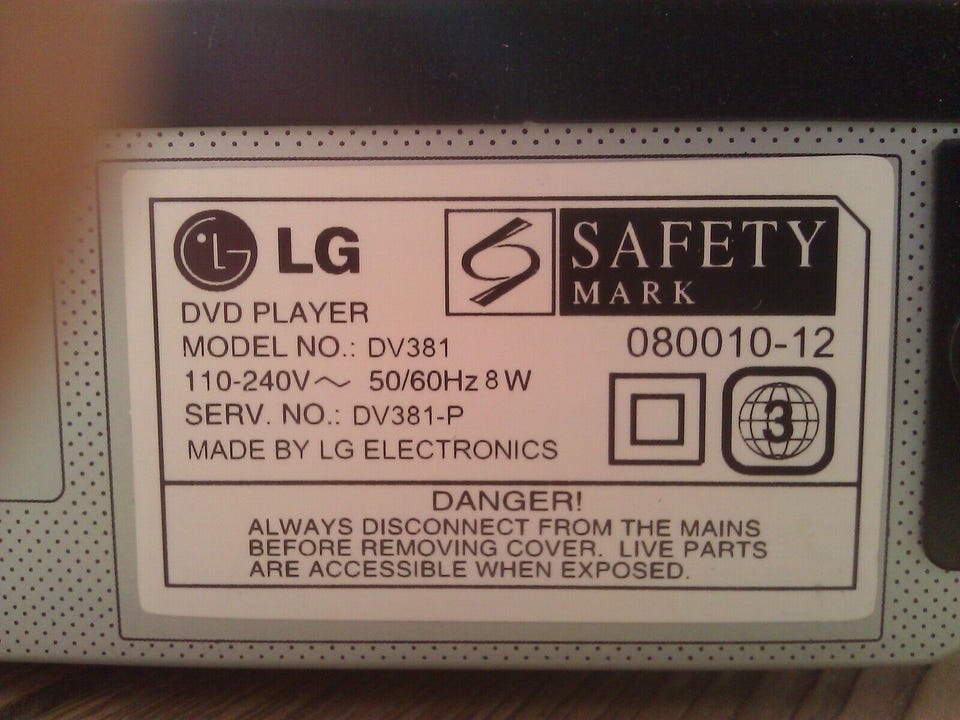 LG
DVD PLAYER
MODEL NO.: DV381
110-240V～ 50/60Hz 8 W
SERV. NO.: DV381-P
MADE BY LG ELECTRONICS
S SAFETY
MARK
080010-12
3
DANGER!
ALWAYS DISCONNECT FROM THE MAINS
BEFORE REMOVING COVER. LIVE PARTS
ARE ACCESSIBLE WHEN EXPOSED.